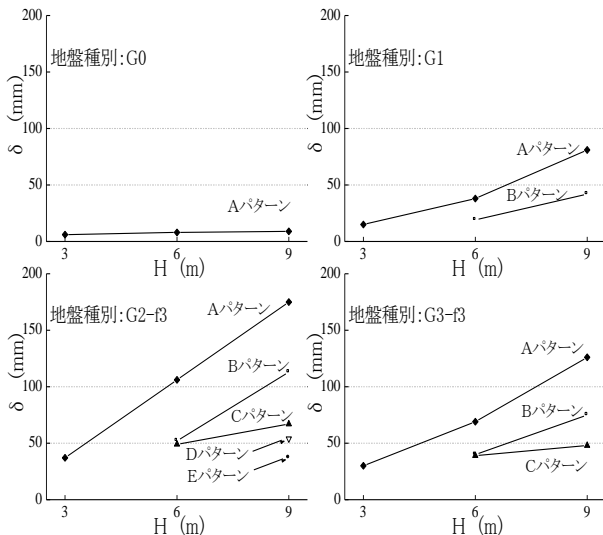 200
地盤種別:G0
150
δ (mm)
100
50
Aパターン
0
3 6 9
H (m)
200
地盤種別:G1
150
δ (mm)
100
Aパターン
50
Bパターン
0
3 6 9
H (m)
200
地盤種別:G2-f3
Aパターン
150
δ (mm)
Bパターン
100
Cパターン
50
Dパターン
Eパターン
0
3 6 9
H (m)
200
地盤種別:G3-f3
150
δ (mm)
Aパターン
100
Bパターン
50
Cパターン
0
3 6 9
H (m)